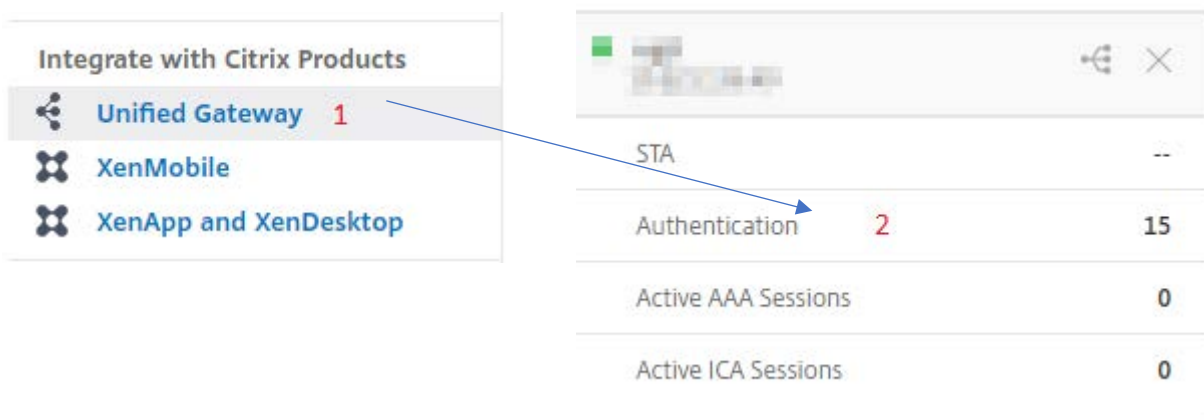 Integrate with Citrix Products
Unified Gateway 1
XenMobile
XenApp and XenDesktop
STA --
Authentication 2 15
Active AAA Sessions 0
Active ICA Sessions 0